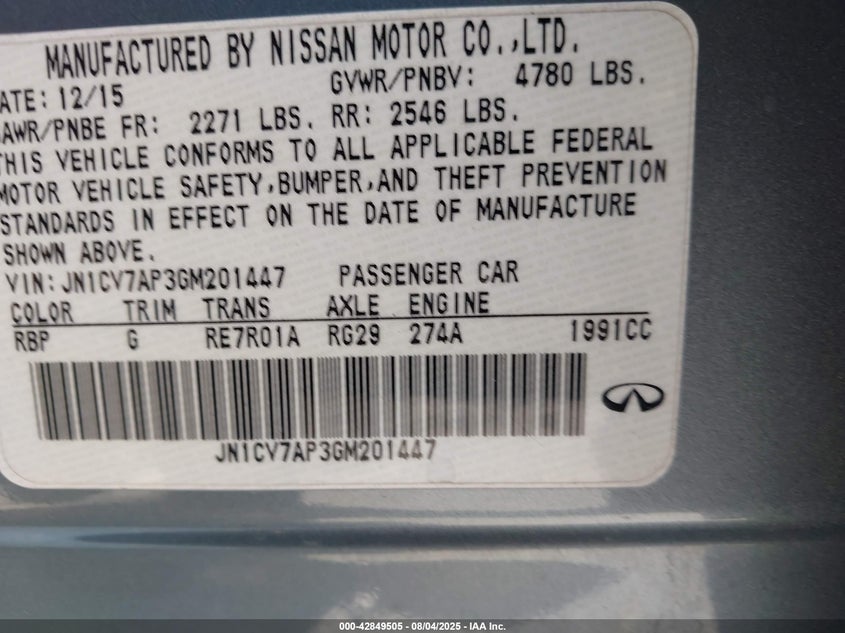 MANUFACTURED BY NISSAN MOTOR CO.,LTD.
ATE: 12/15 GVWR/PNBV: 4780 LBS.
AWR/PNBE FR: 2271 LBS. RR: 2546 LBS.
THIS VEHICLE CONFORMS TO ALL APPLICABLE FEDERAL
MOTOR VEHICLE SAFETY,BUMPER,AND THEFT PREVENTION
STANDARDS IN EFFECT ON THE DATE OF MANUFACTURE
SHOWN ABOVE.
VIN:JN1CV7AP3GM201447 PASSENGER CAR
COLOR TRIM TRANS AXLE ENGINE
RBP G RE7R01A RG29 274A 1991CC
JN1CV7AP3GM201447
000-42849505 - 08/04/2025 - IAA Inc.